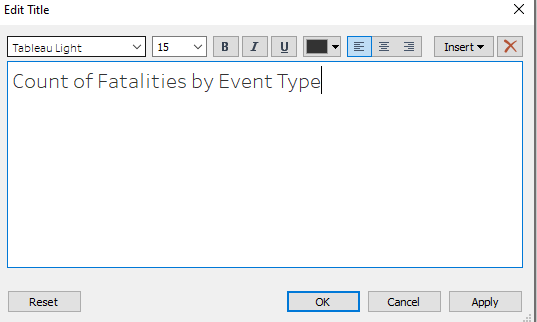 Edit Title
Tableau Light 15 B I U Insert
Count of Fatalities by Event Type
Reset OK Cancel Apply